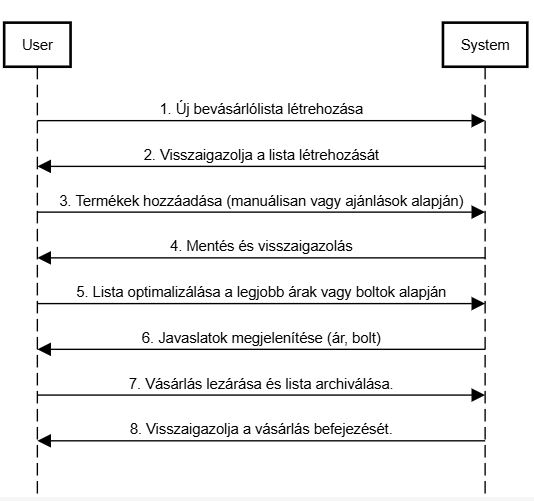 User
System
1. Új bevásárlólista létrehozása
2. Visszaigazolja a lista létrehozását
3. Termékek hozzáadása (manuálisan vagy ajánlások alapján)
4. Mentés és visszaigazolás
5. Lista optimalizálása a legjobb árak vagy boltok alapján
6. Javaslatok megjelenítése (ár, bolt)
7. Vásárlás lezárása és lista archiválása.
8. Visszaigazolja a vásárlás befejezését.